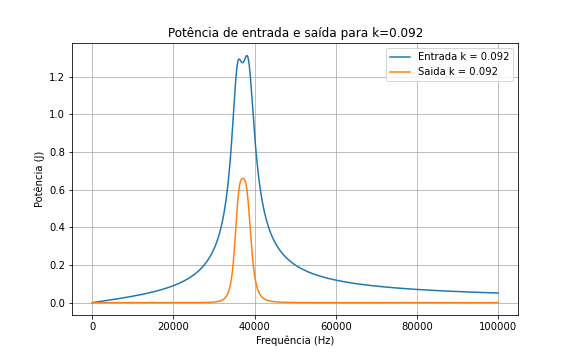 Potência de entrada e saída para k=0.092
Entrada k = 0.092
Saida k = 0.092
Potência (J)
1.2
1.0
0.8
0.6
0.4
0.2
0.0
0
20000
40000
60000
80000
100000
Frequência (Hz)